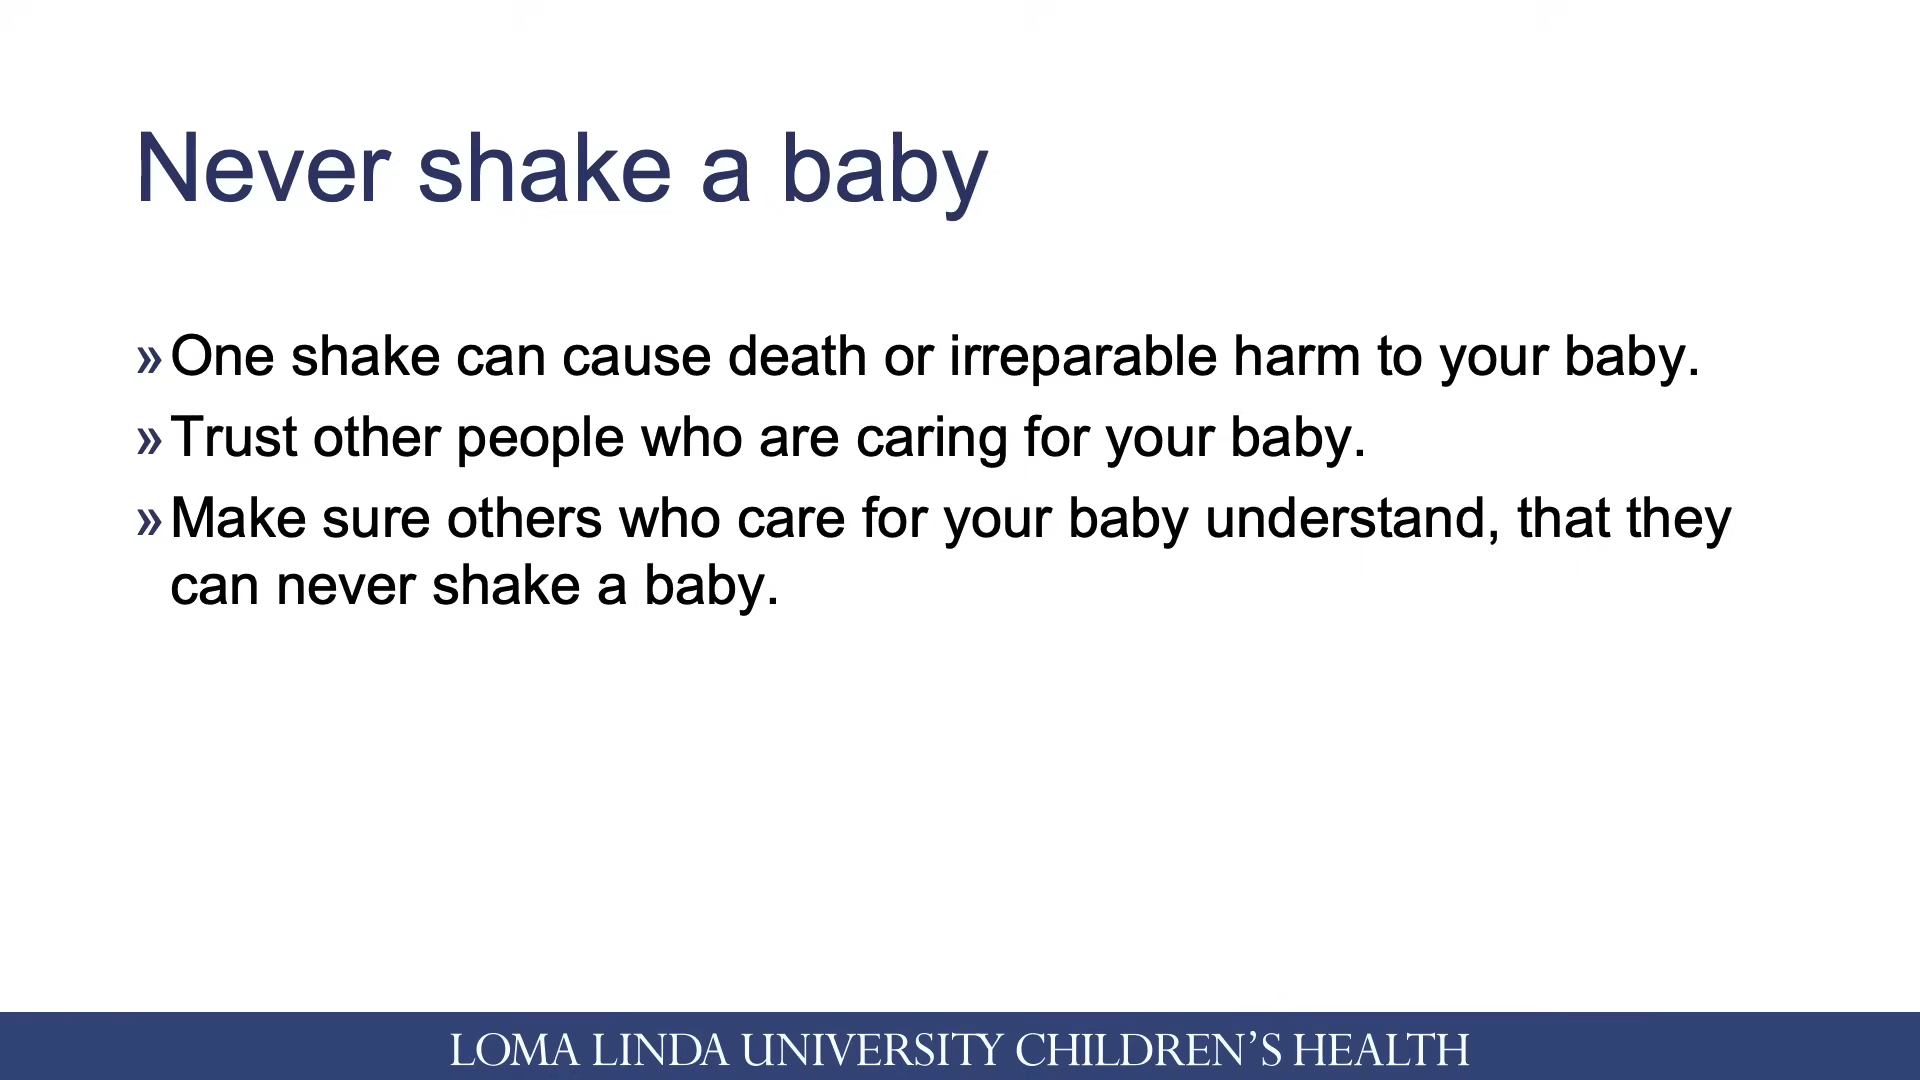 Never shake a baby
» One shake can cause death or irreparable harm to your baby.
» Trust other people who are caring for your baby.
» Make sure others who care for your baby understand, that they
can never shake a baby.
LOMA LINDA UNIVERSITY CHILDREN’S HEALTH